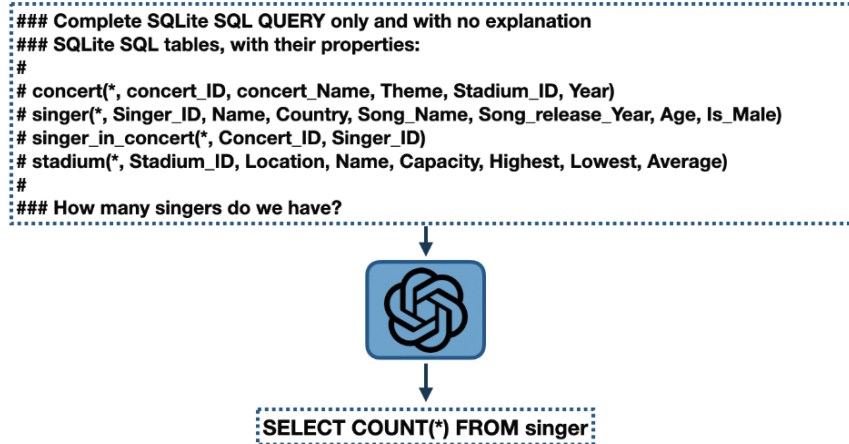 ### Complete SQLite SQL QUERY only and with no explanation
### SQLite SQL tables, with their properties:
#
# concert(*, concert_ID, concert_Name, Theme, Stadium_ID, Year)
# singer(*, Singer_ID, Name, Country, Song_Name, Song_release_Year, Age, Is_Male)
# singer_in_concert(*, Concert_ID, Singer_ID)
# stadium(*, Stadium_ID, Location, Name, Capacity, Highest, Lowest, Average)
#
### How many singers do we have?
SELECT COUNT(*) FROM singer